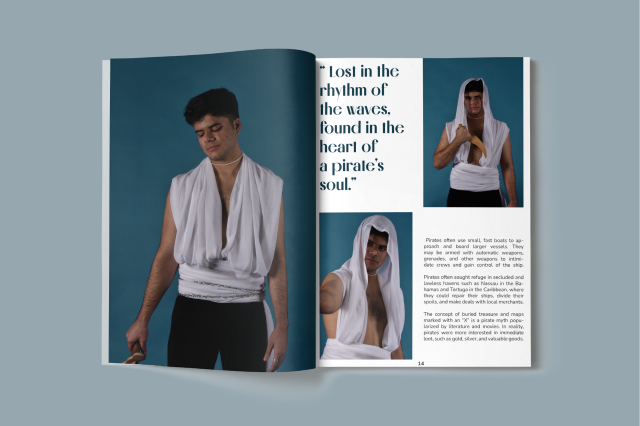 “ Lost in the
rhythm of
the waves,
found in the
heart of
a pirate's
soul.”
Pirates often use small, fast boats to ap-
proach and board larger vessels. They
may be armed with automatic weapons,
grenades, and other weapons to intimi-
date crews and gain control of the ship.
Pirates often sought refuge in secluded and
lawless havens such as Nassau in the Ba-
hamas and Tortuga in the Caribbean, where
they could repair their ships, divide their
spoils, and make deals with local merchants.
The concept of buried treasure and maps
marked with an "X" is a pirate myth popu-
larized by literature and movies. In reality,
pirates were more interested in immediate
loot, such as gold, silver, and valuable goods.
14